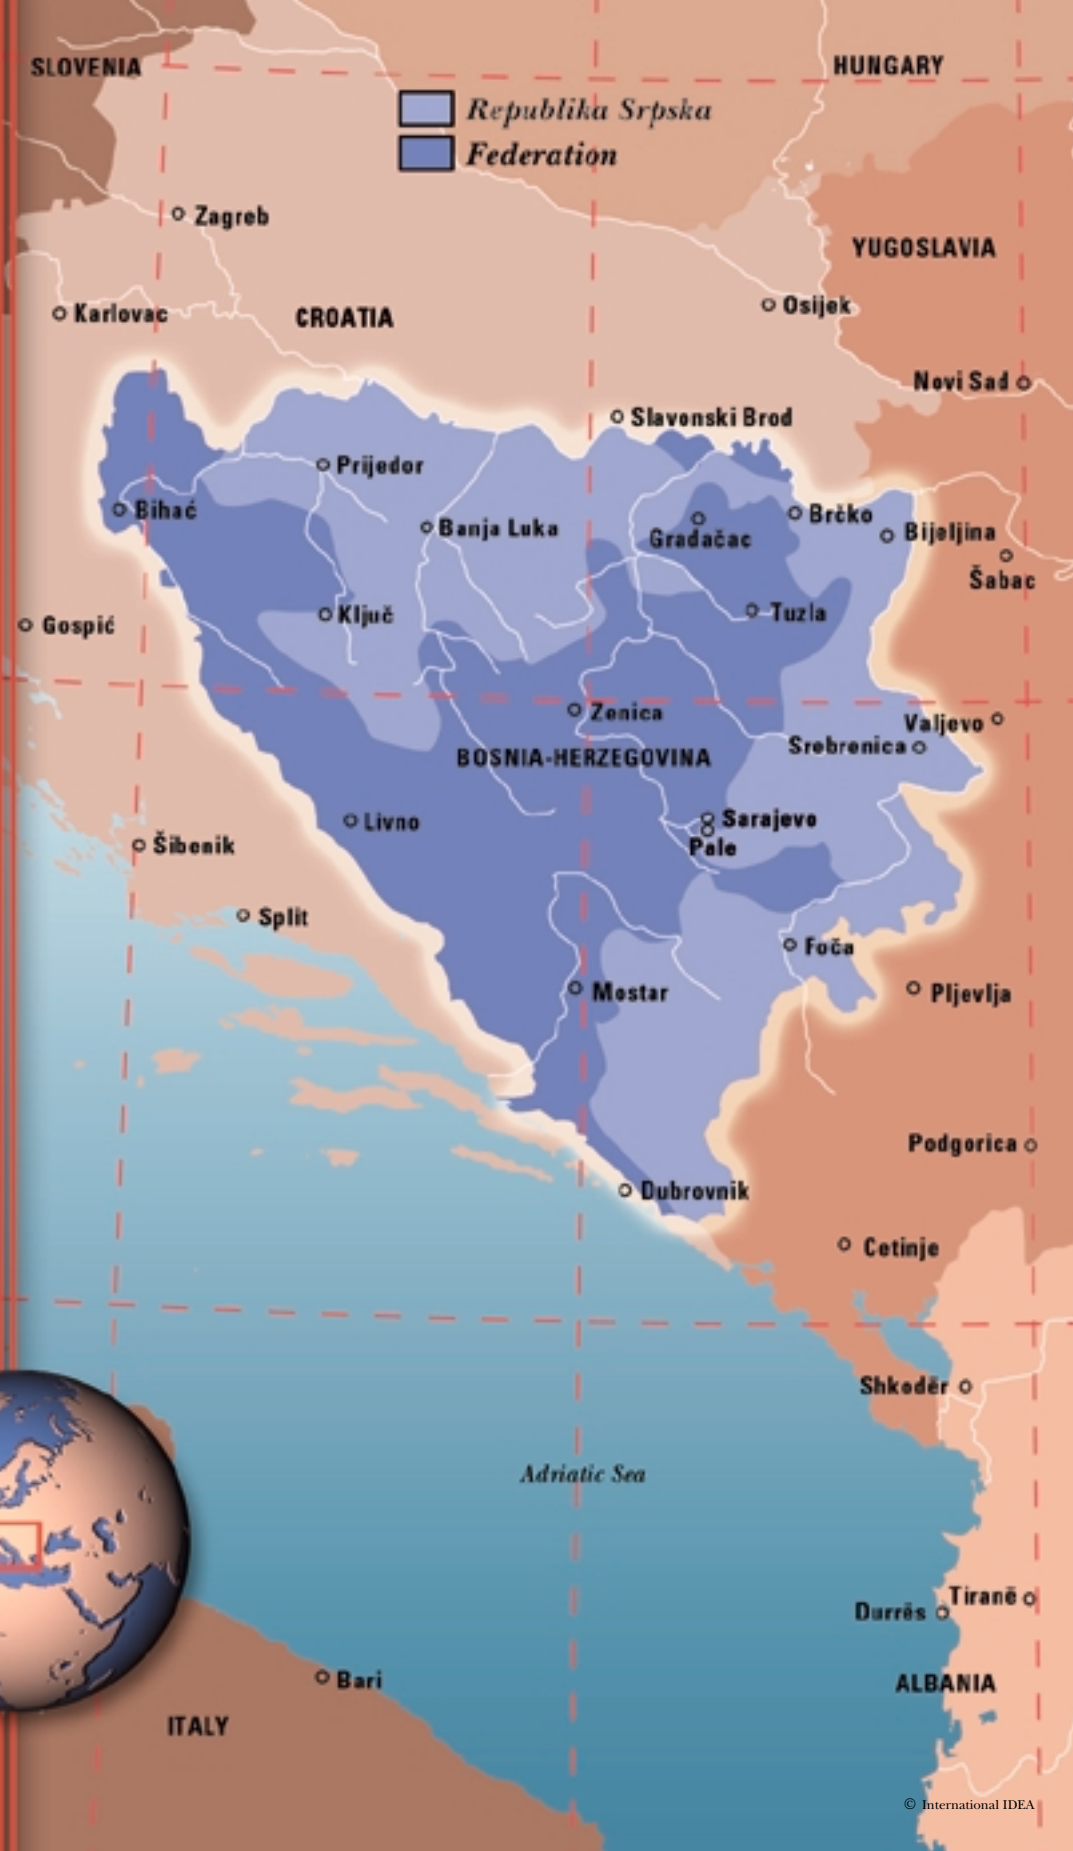 SLOVENIA
HUNGARY
Republika Srpska
Federation
Zagreb
YUGOSLAVIA
Osijek
Karlovac
CROATIA
Novi Sad
Slavonski Brod
Prijedor
Bihać
Banja Luka
Brčko
Gradačac
Bijeljina
Šabac
Ključ
Tuzla
Gospić
Zenica
Valjevo
Srebrenica
BOSNIA-HERZEGOVINA
Livno
Sarajevo
Pale
Šibenik
Split
Foča
Mostar
Pljevlja
Podgorica
Dubrovnik
Cetinje
Shkodër
Adriatic Sea
Tiranë
Durrës
Bari
ALBANIA
ITALY
© International IDEA